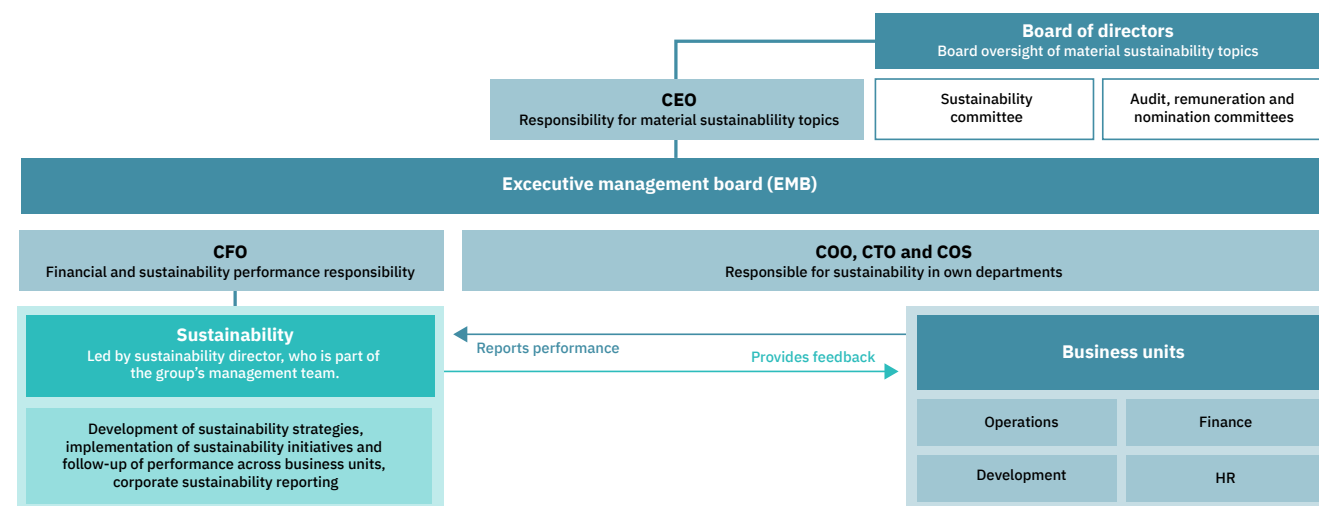 Board of directors
Board oversight of material sustainability topics
CEO
Responsibility for material sustainablility topics
Sustainability
committee
Audit, remuneration and
nomination committees
Excecutive management board (EMB)
CFO
Financial and sustainability performance responsibility
COO, CTO and COS
Responsible for sustainability in own departments
Sustainability
Led by sustainability director, who is part of
the group’s management team.
Development of sustainability strategies,
implementation of sustainability initiatives and
follow-up of performance across business units,
corporate sustainability reporting
Reports performance
Provides feedback
Business units
Operations
Finance
Development
HR